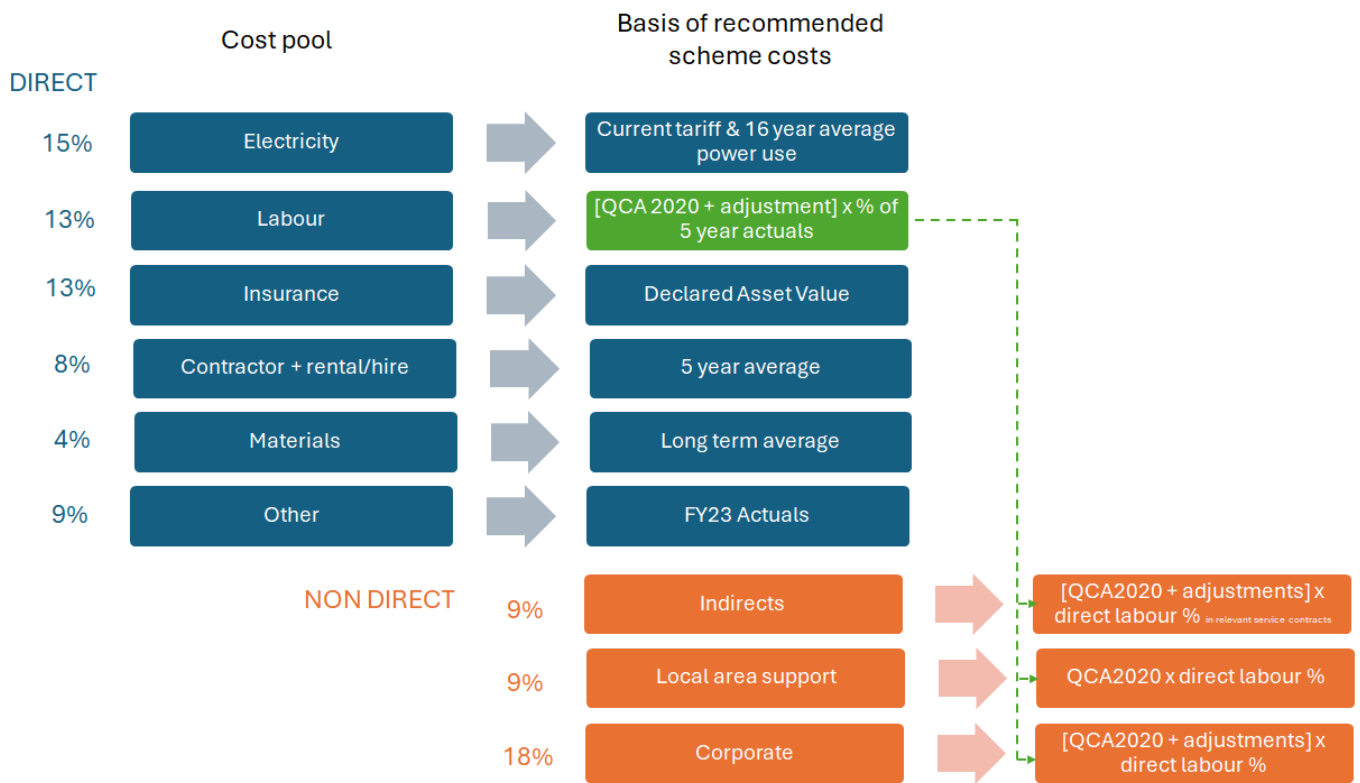 Cost pool
Basis of recommended
scheme costs
DIRECT
15%
Electricity
Current tariff & 16 year average
power use
13%
Labour
[QCA 2020 + adjustment] x % of
5 year actuals
13%
Insurance
Declared Asset Value
8%
Contractor + rental/hire
5 year average
4%
Materials
Long term average
9%
Other
FY23 Actuals
NON DIRECT
9%
Indirects
[QCA2020 + adjustments] x
direct labour % in relevant service contracts
9%
Local area support
QCA2020 x direct labour %
18%
Corporate
[QCA2020 + adjustments] x
direct labour %